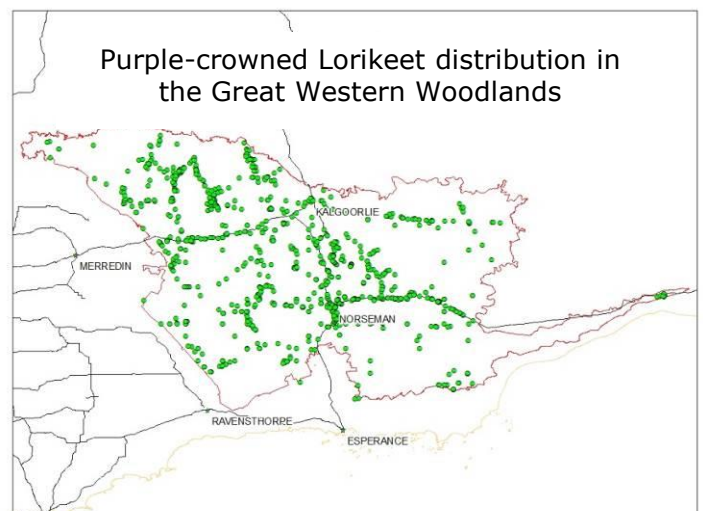 Purple-crowned Lorikeet distribution in
the Great Western Woodlands
KALGOORLIE
MERREDIN
NORSEMAN
RAVENSTHORPE
ESPERANCE